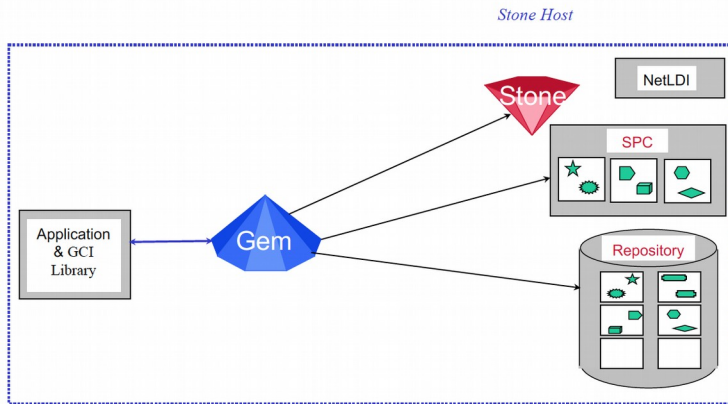 Stone Host
Stone
NetLDI
SPC
Application
& GCI
Library
Gem
Repository